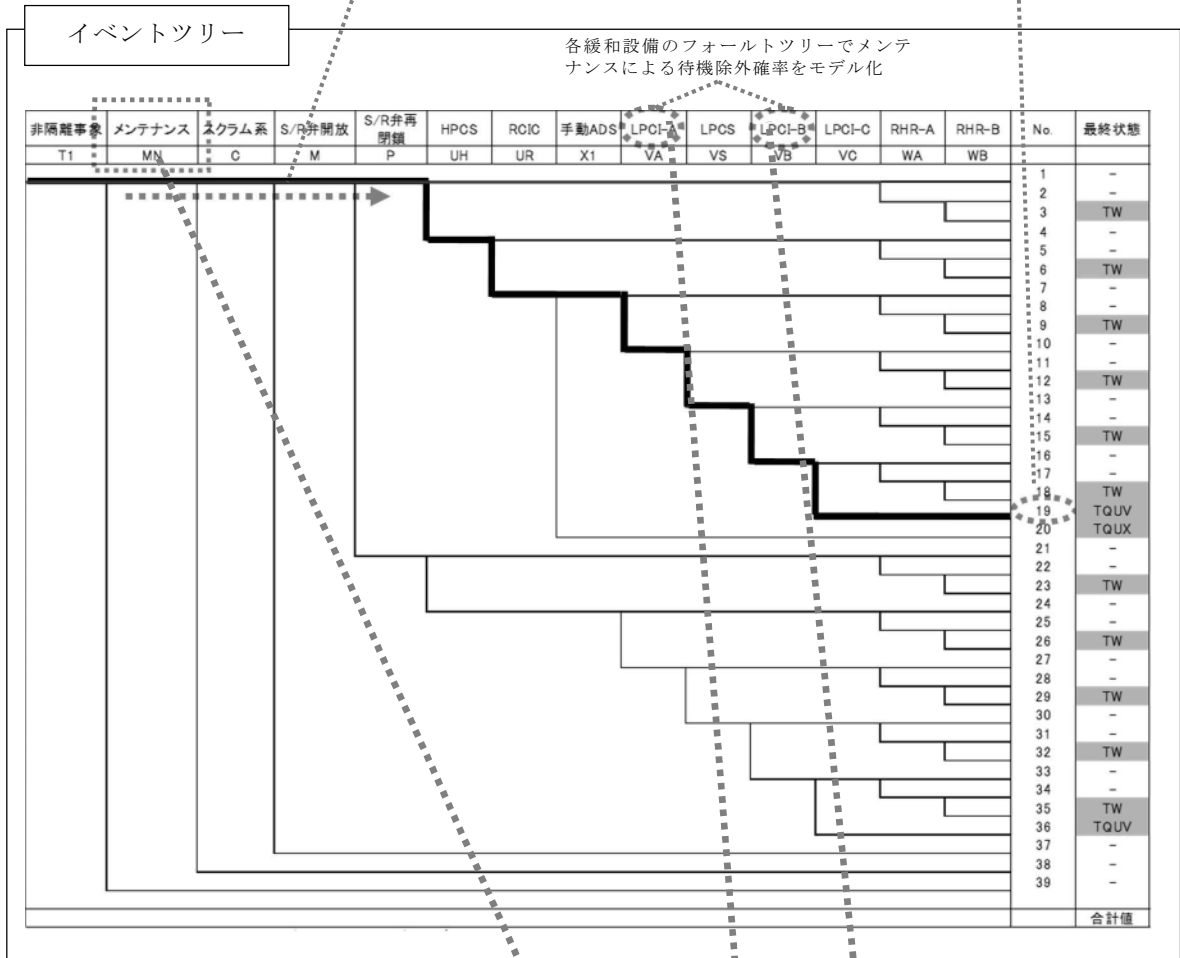 イベントツリー
各緩和設備のフォールトツリーでメンテ
ナンスによる待機除外確率をモデル化
非隔離事象 メンテナンス スクラム系 S/R弁開放 S/R弁再閉鎖 HPCS RCIC 手動ADS LPCI-A LPCS LPCI-B LPCI-C RHR-A RHR-B No. 最終状態
T1 MN C M P UH UR X1 VA VS VB VC WA WB
1 -
2 -
3 TW
4 -
5 -
6 TW
7 -
8 -
9 TW
10 -
11 -
12 TW
13 -
14 -
15 TW
16 -
17 -
18 TW
19 TQUV
20 TQUX
21 -
22 -
23 TW
24 -
25 -
26 TW
27 -
28 -
29 TW
30 -
31 -
32 TW
33 -
34 -
35 TW
36 TQUV
37 -
38 -
39 -
合計値